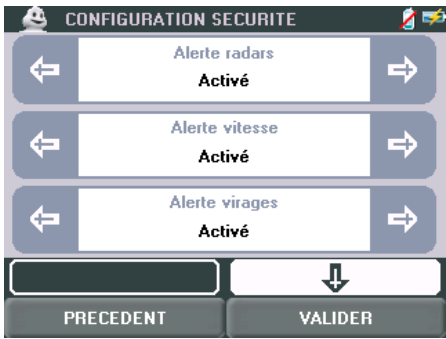 CONFIGURATION SECURITE
Alerte radars
Activé
Alerte vitesse
Activé
Alerte virages
Activé
PRECEDENT
VALIDER